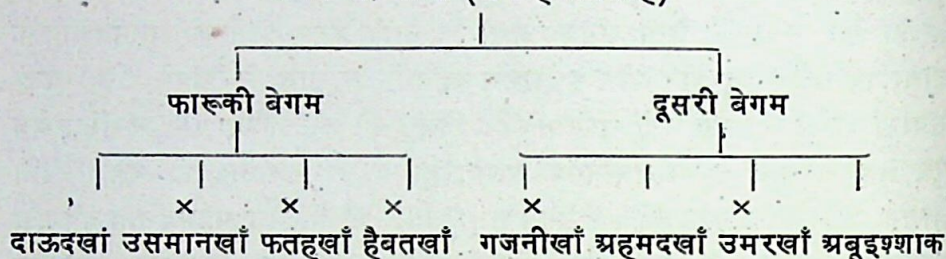 फारूकी बेगम दूसरी बेगम
× × × × ×
दाऊदखां उसमानखाँ फतहखाँ हैबतखाँ गजनीखाँ अहमदखाँ उमरखाँ अबूइश्शाक